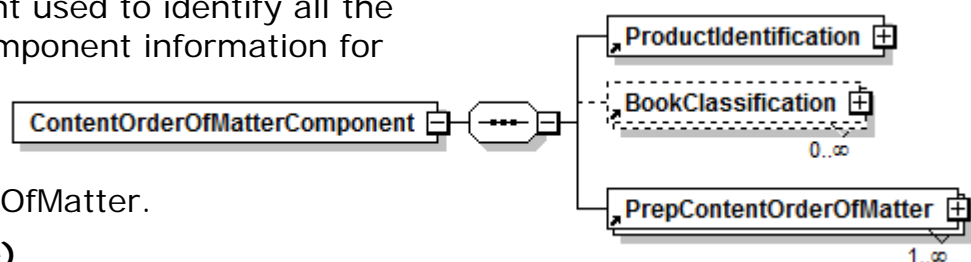 nt used to identify all the
mponent information for
ProductIdentification
BookClassification
0..∞
ContentOrderOfMatterComponent
OfMatter.
PrepContentOrderOfMatter
1..∞